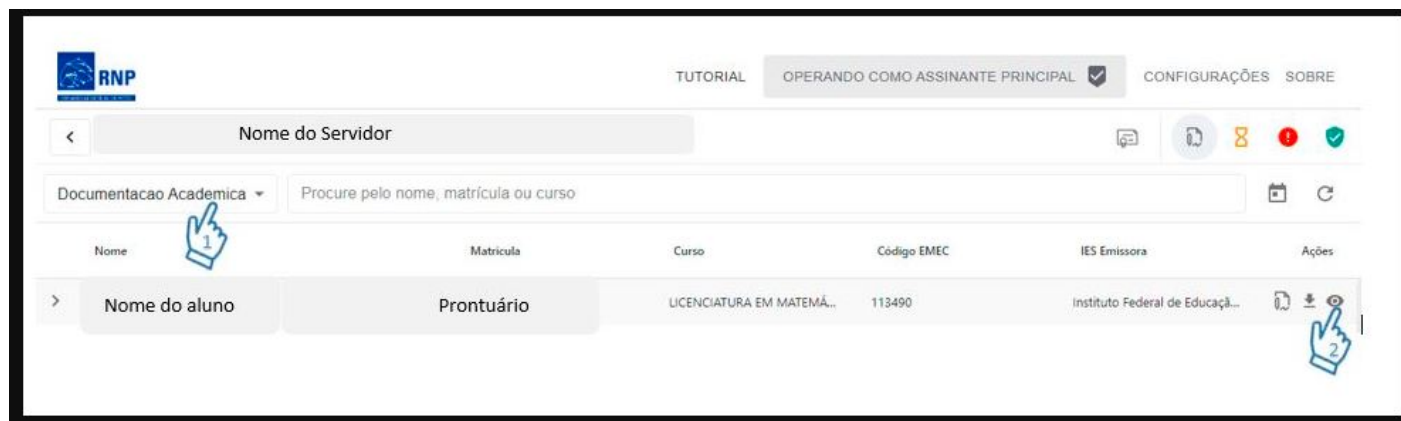 RNP
TUTORIAL OPERANDO COMO ASSINANTE PRINCIPAL CONFIGURAÇÕES SOBRE
Nome do Servidor
Documentacao Academica Procure pelo nome, matrícula ou curso
1
Nome Matricula Curso Código EMEC IES Emissora Ações
Nome do aluno Prontuário LICENCIATURA EM MATEMÁ... 113490 Instituto Federal de Educaçã...
2